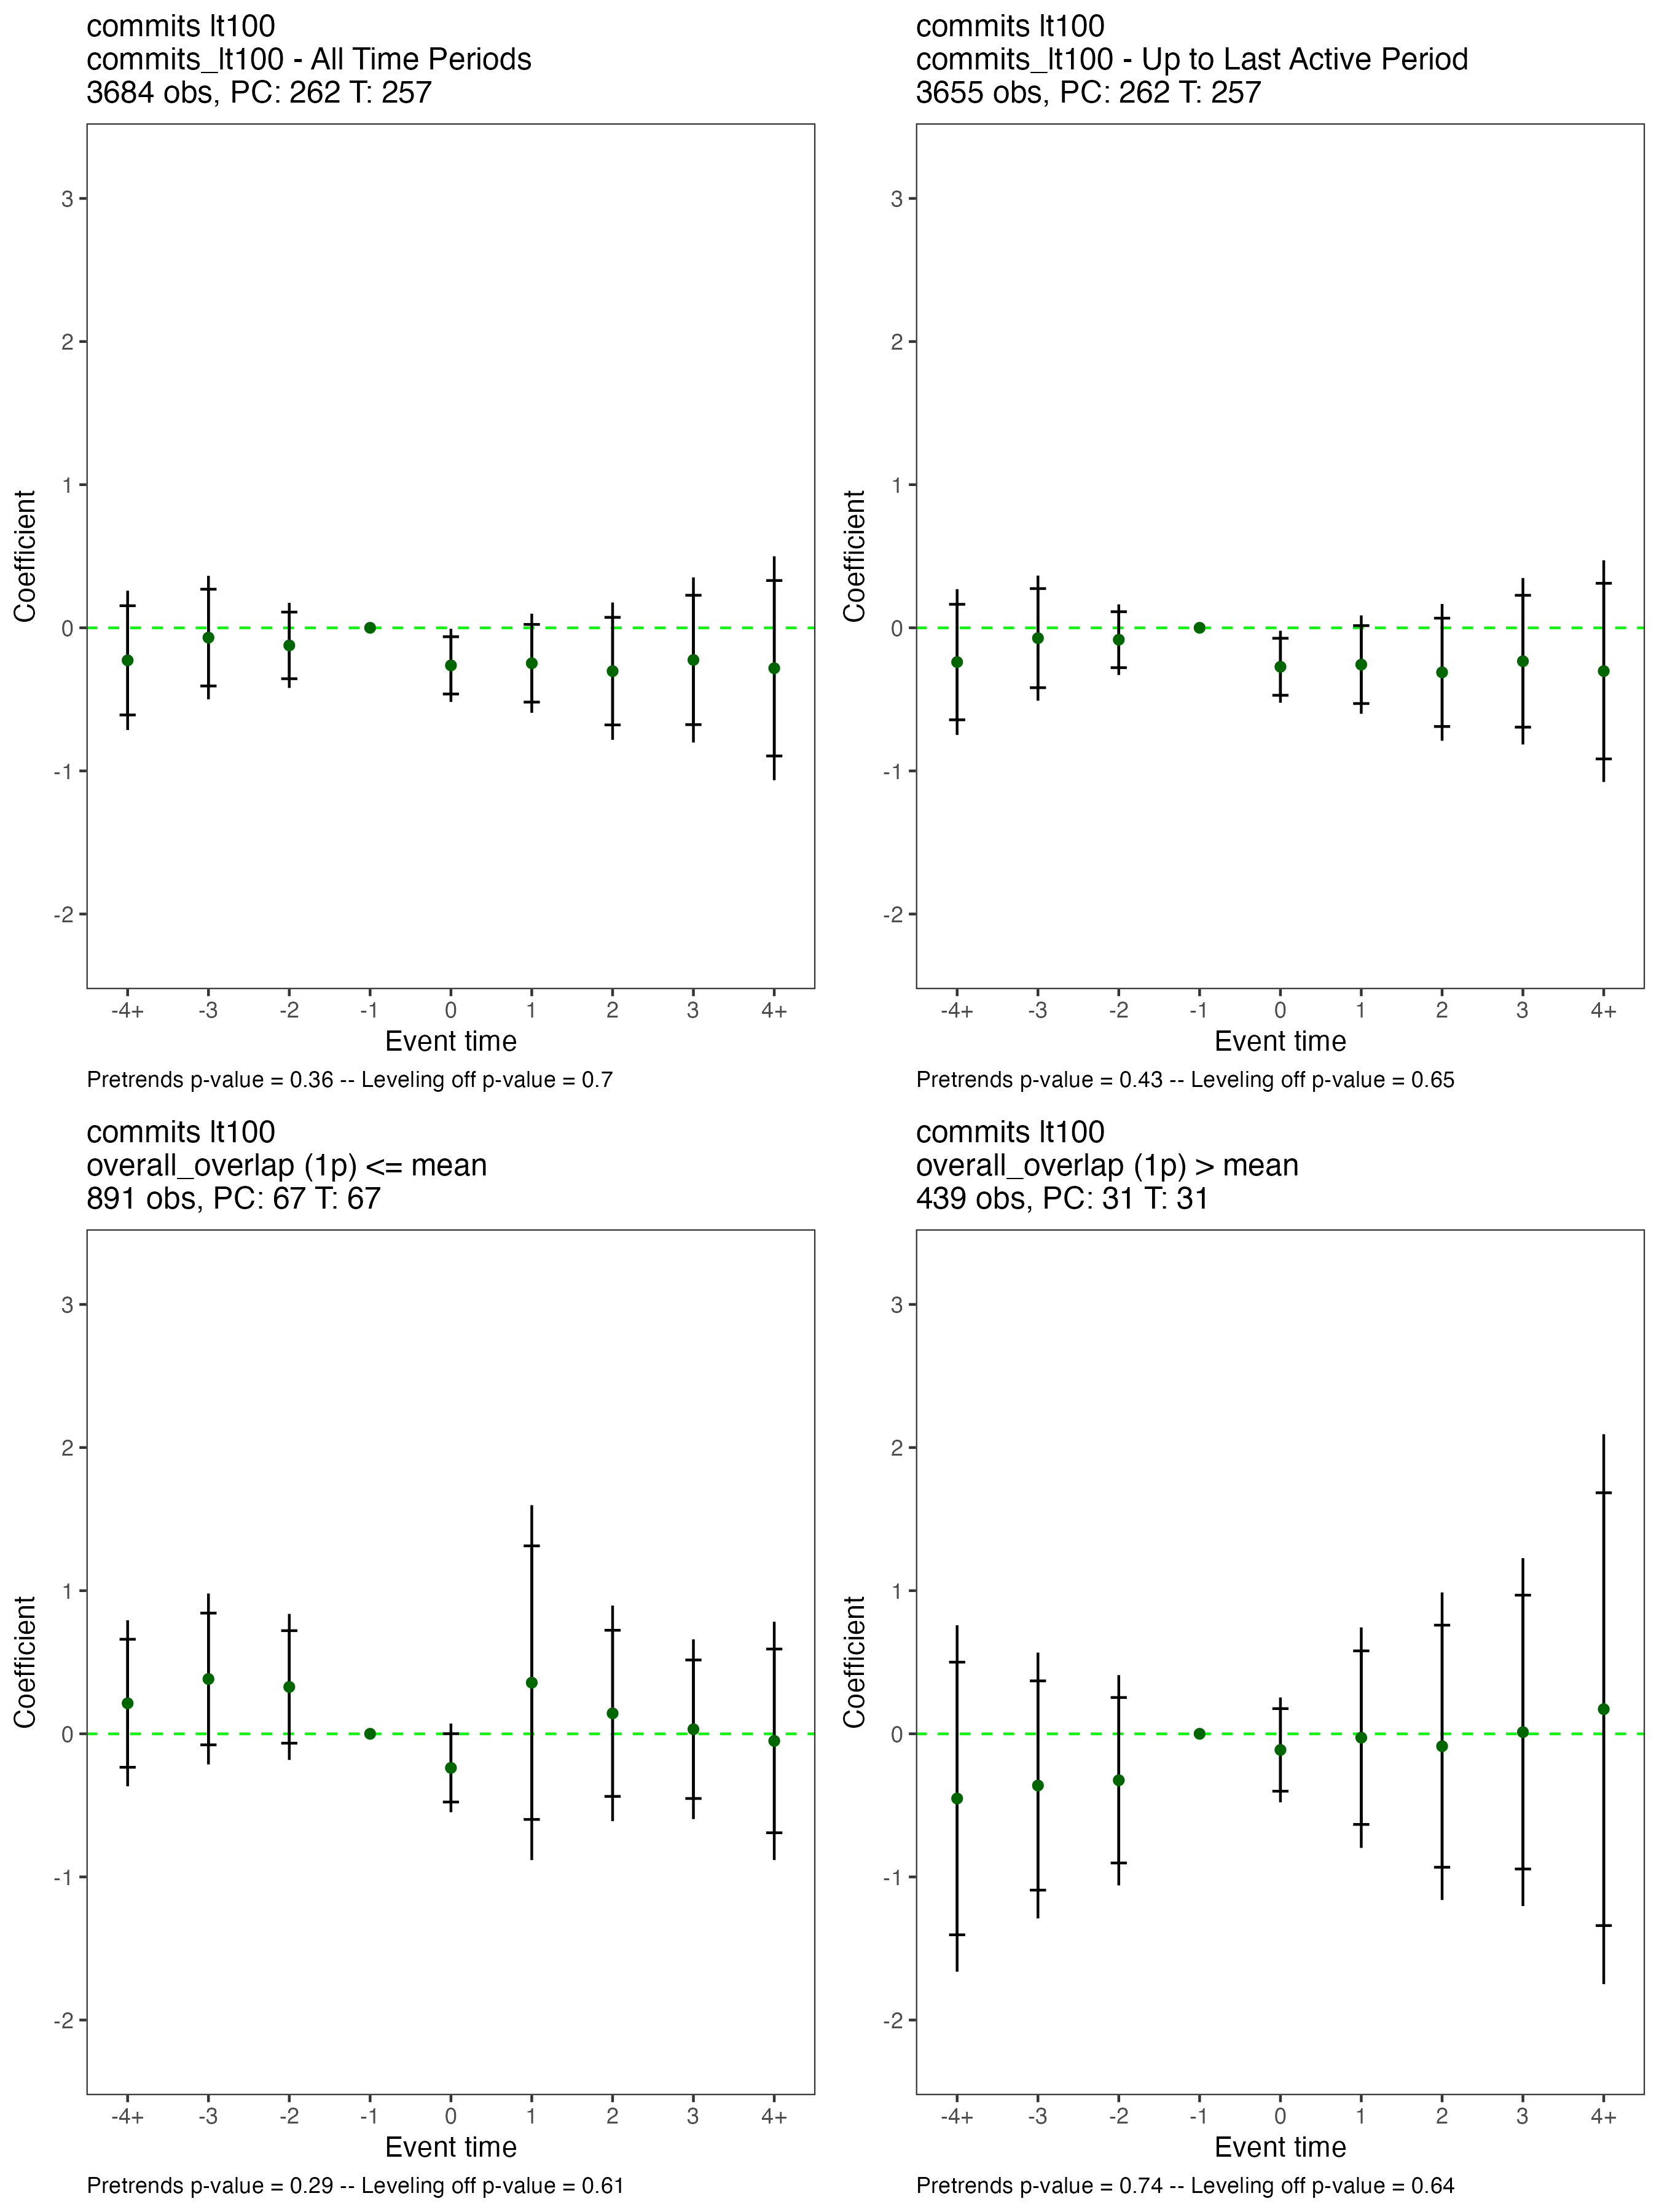 commits lt100
commits_lt100 - All Time Periods
3684 obs, PC: 262 T: 257
Coefficient
3
2
1
0
-1
-2
-4+ -3 -2 -1 0 1 2 3 4+
Event time
Pretrends p-value = 0.36 -- Leveling off p-value = 0.7
commits lt100
commits_lt100 - Up to Last Active Period
3655 obs, PC: 262 T: 257
Coefficient
3
2
1
0
-1
-2
-4+ -3 -2 -1 0 1 2 3 4+
Event time
Pretrends p-value = 0.43 -- Leveling off p-value = 0.65
commits lt100
overall_overlap (1p) <= mean
891 obs, PC: 67 T: 67
Coefficient
3
2
1
0
-1
-2
-4+ -3 -2 -1 0 1 2 3 4+
Event time
Pretrends p-value = 0.29 -- Leveling off p-value = 0.61
commits lt100
overall_overlap (1p) > mean
439 obs, PC: 31 T: 31
Coefficient
3
2
1
0
-1
-2
-4+ -3 -2 -1 0 1 2 3 4+
Event time
Pretrends p-value = 0.74 -- Leveling off p-value = 0.64